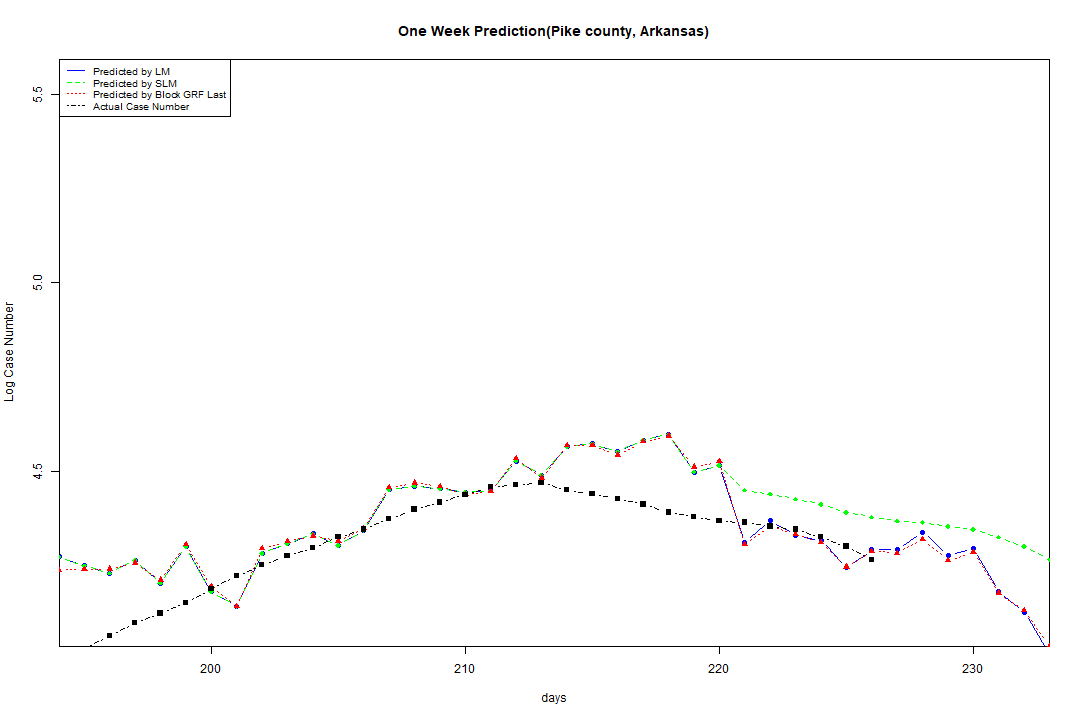 One Week Prediction(Pike county, Arkansas)
Predicted by LM
Predicted by SLM
Predicted by Block GRF Last
Actual Case Number
5.5
5.0
4.5
Log Case Number
200
210
220
230
days